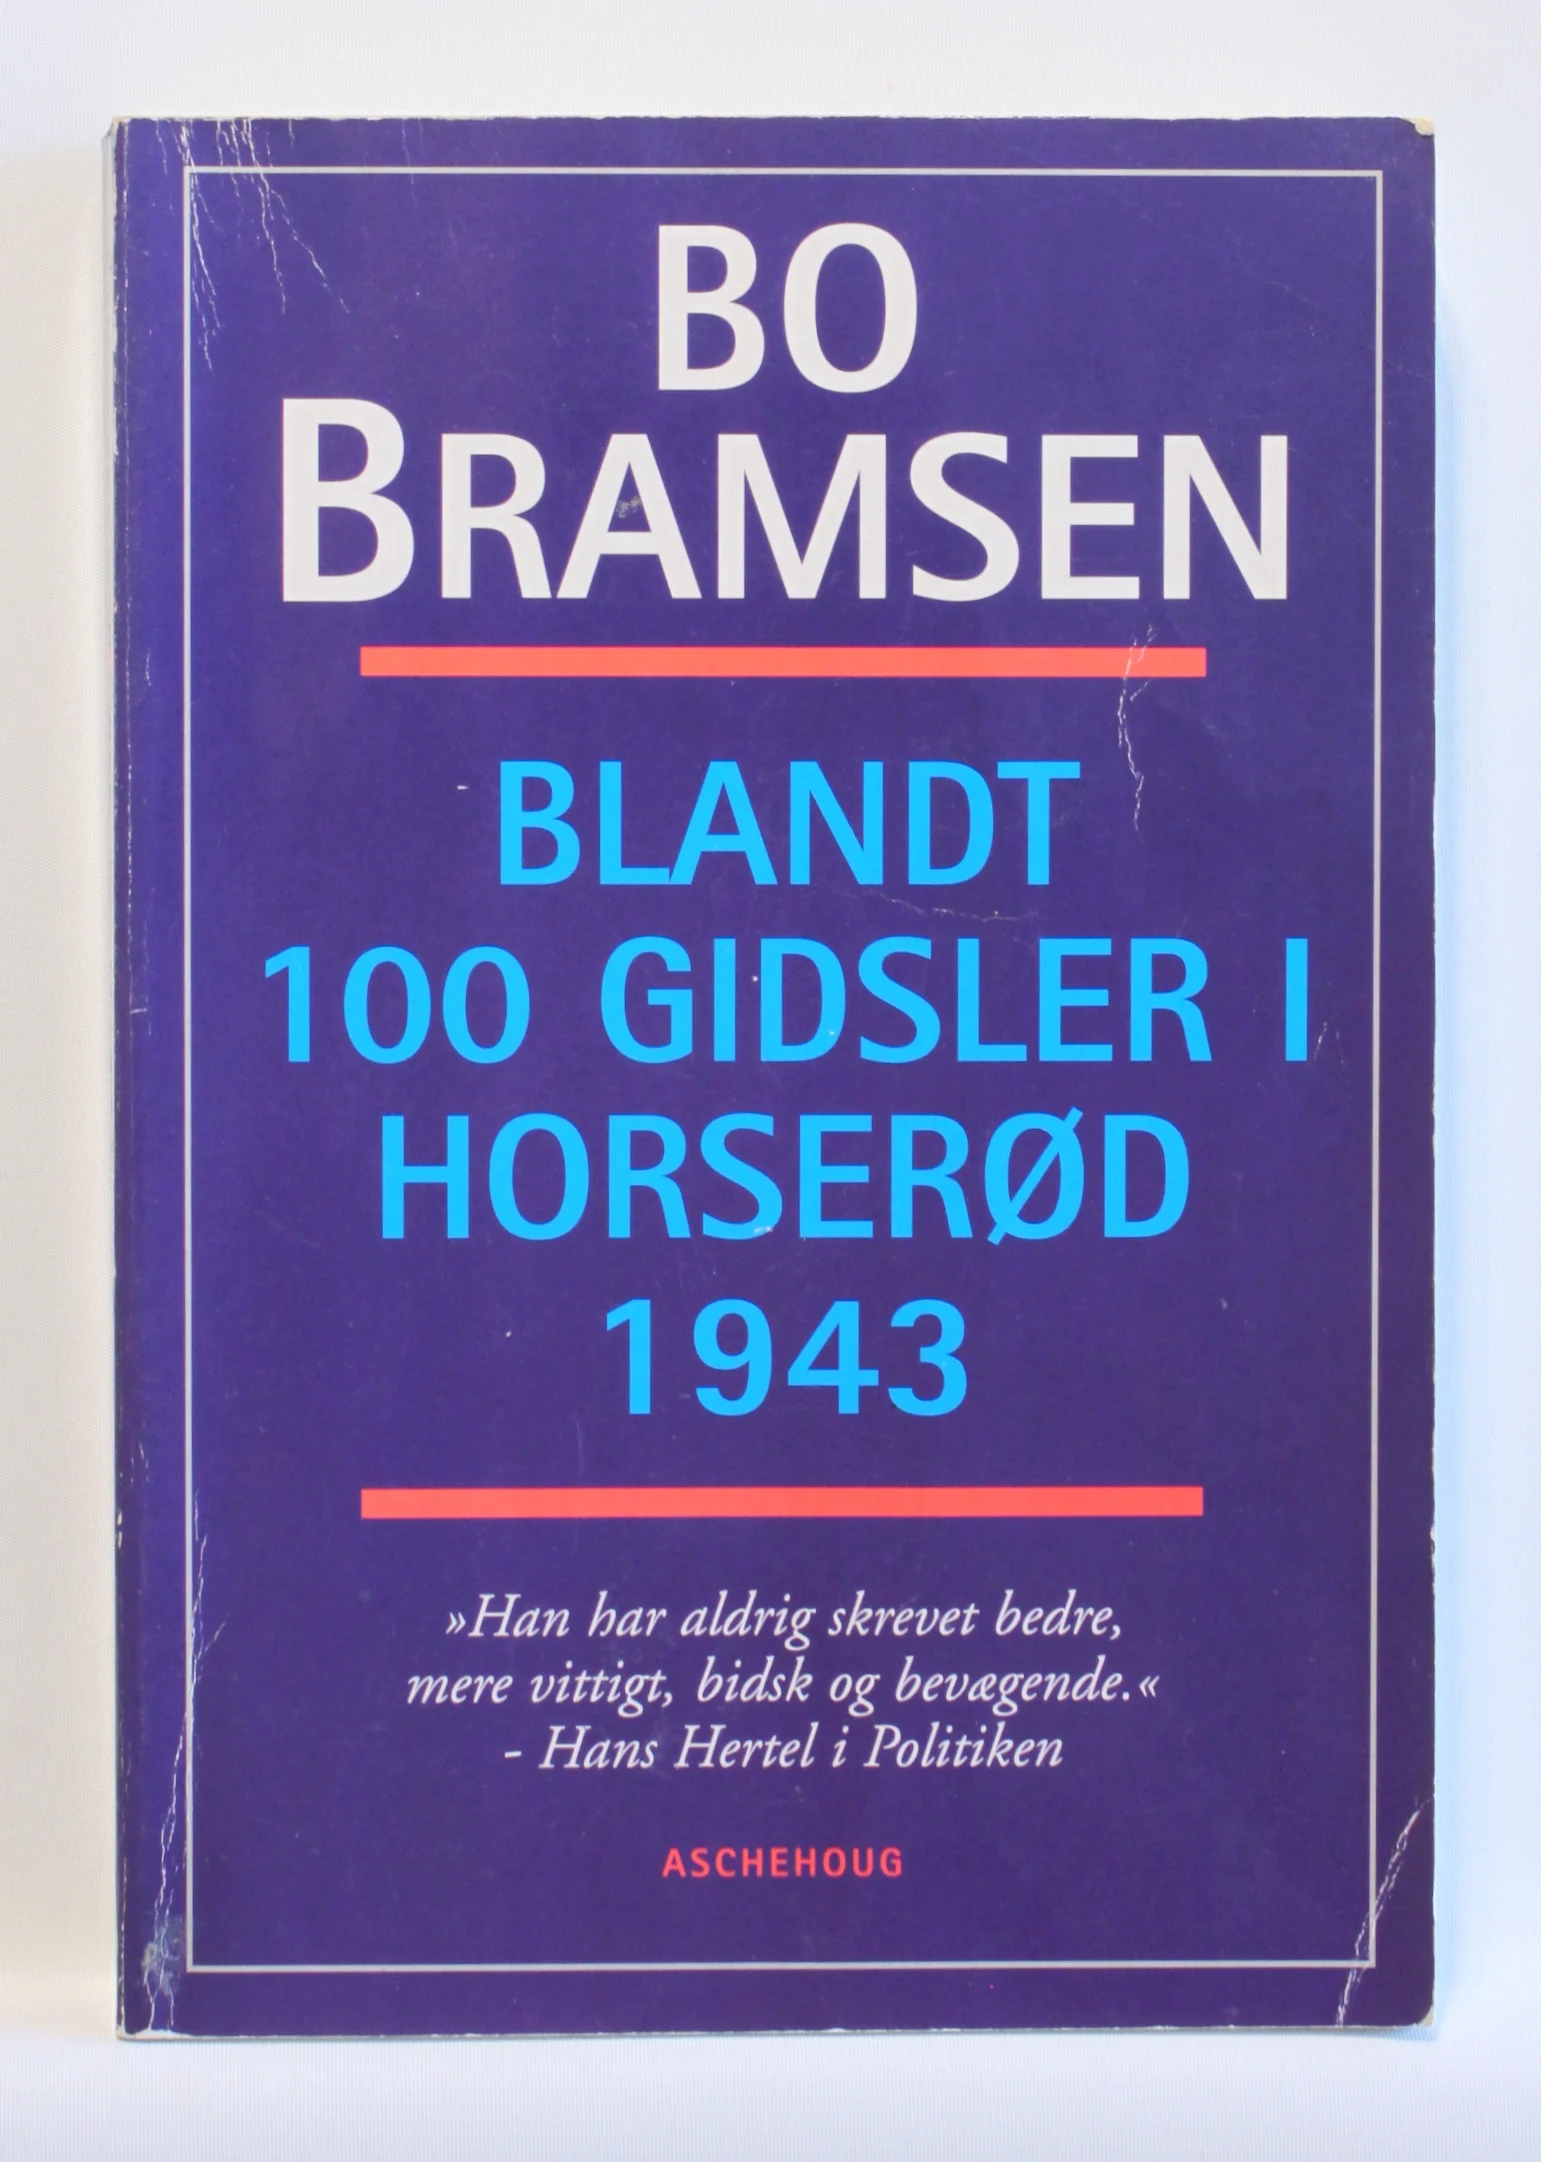 BO
BRAMSEN
BLANDT
100 GIDSLER I
HORSERØD
1943
»Han har aldrig skrevet bedre,
mere vittigt, bidsk og bevægende.«
- Hans Hertel i Politiken
ASCHEHOUG